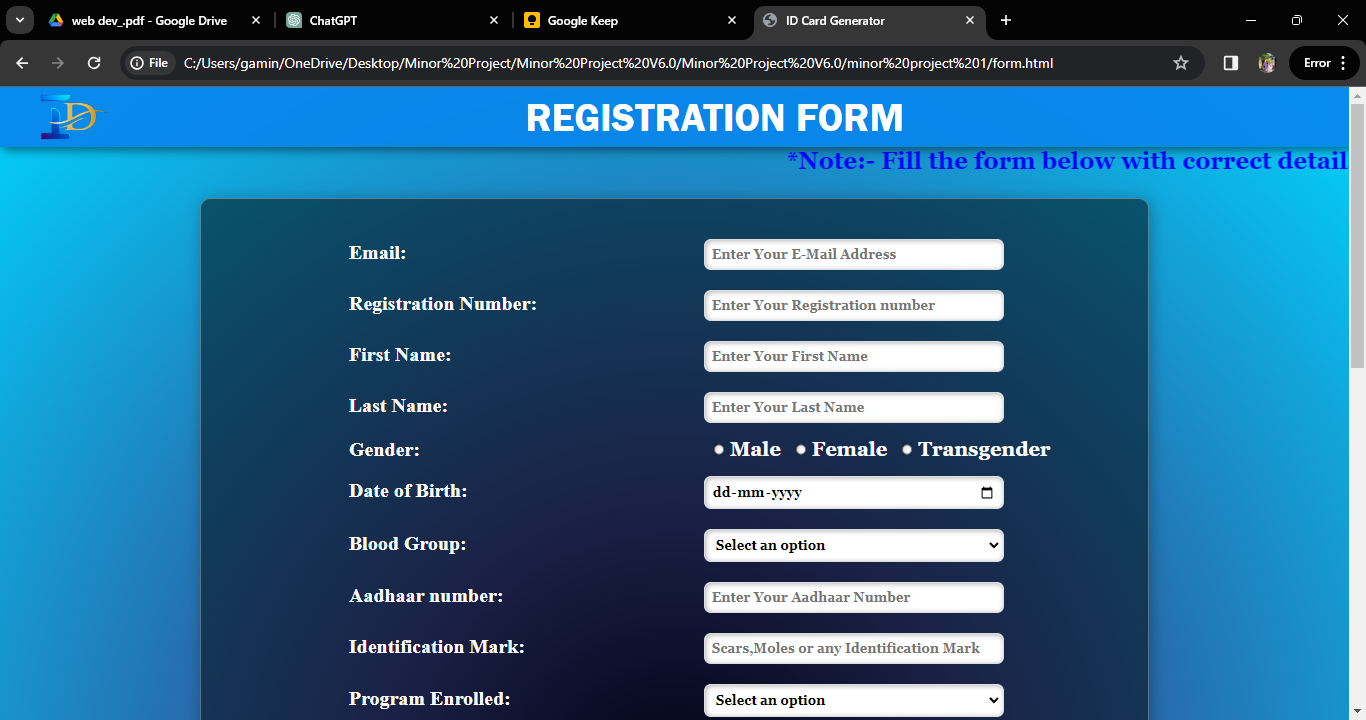 web dev_.pdf - Google Drive
ChatGPT
Google Keep
ID Card Generator
File
C:/Users/gamin/OneDrive/Desktop/Minor%20Project/Minor%20Project%20V6.0/Minor%20Project%20V6.0/minor%20project%201/form.html
Error
D
REGISTRATION FORM
*Note:- Fill the form below with correct detail
Email: Enter Your E-Mail Address
Registration Number: Enter Your Registration number
First Name: Enter Your First Name
Last Name: Enter Your Last Name
Gender: Male Female Transgender
Date of Birth: dd-mm-yyyy
Blood Group: Select an option
Aadhaar number: Enter Your Aadhaar Number
Identification Mark: Scars,Moles or any Identification Mark
Program Enrolled: Select an option